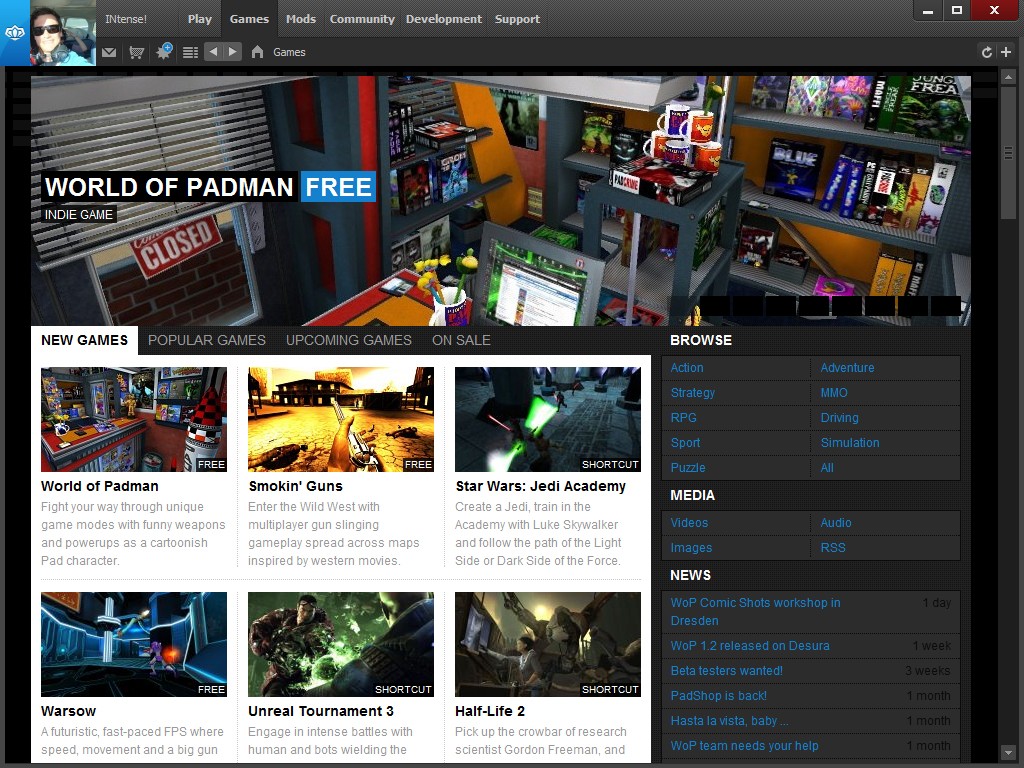 INtense!
Play
Games
Mods
Community
Development
Support
Games
WORLD OF PADMAN FREE
INDIE GAME
CLOSED
PADCRIME
BLUE
NEW GAMES
POPULAR GAMES
UPCOMING GAMES
ON SALE
FREE
World of Padman
Fight your way through unique
game modes with funny weapons
and powerups as a cartoonish
Pad character.
FREE
Smokin' Guns
Enter the Wild West with
multiplayer gun slinging
gameplay spread across maps
inspired by western movies.
SHORTCUT
Star Wars: Jedi Academy
Create a Jedi, train in the
Academy with Luke Skywalker
and follow the path of the Light
Side or Dark Side of the Force.
FREE
Warsow
A futuristic, fast-paced FPS where
speed, movement and a big gun
SHORTCUT
Unreal Tournament 3
Engage in intense battles with
human and bots wielding the
SHORTCUT
Half-Life 2
Pick up the crowbar of research
scientist Gordon Freeman, and
BROWSE
Action
Adventure
Strategy
MMO
RPG
Driving
Sport
Simulation
Puzzle
All
MEDIA
Videos
Audio
Images
RSS
NEWS
WoP Comic Shots workshop in
Dresden
1 day
WoP 1.2 released on Desura
1 week
Beta testers wanted!
3 weeks
PadShop is back!
1 month
Hasta la vista, baby ...
1 month
WoP team needs your help
1 month